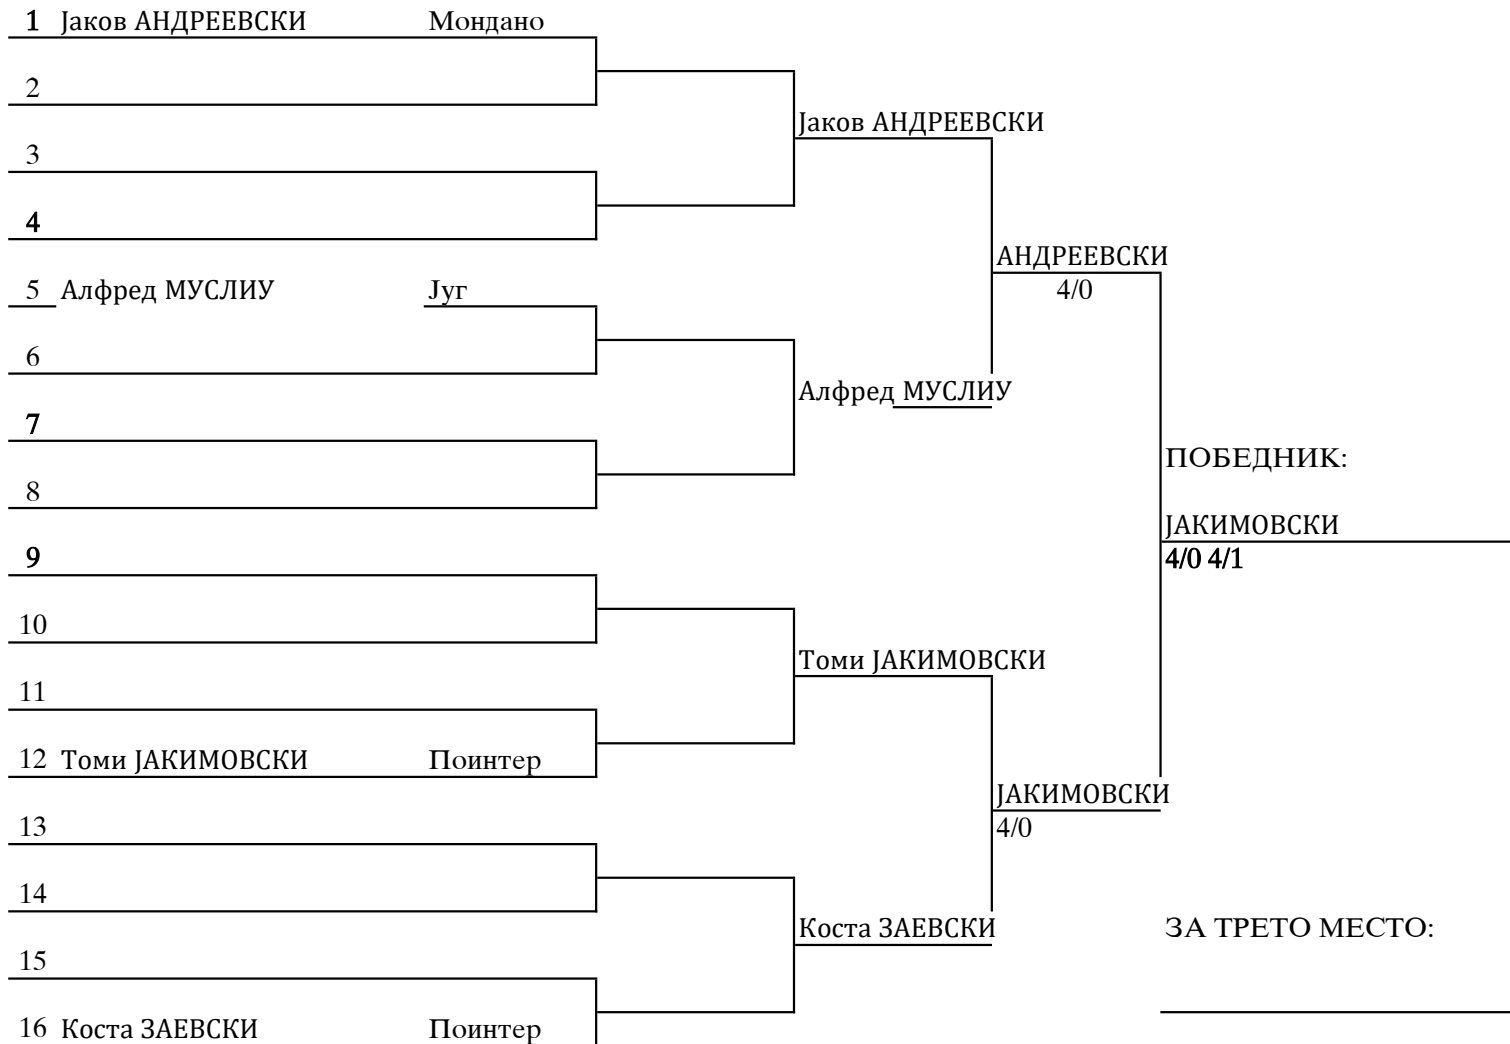 1 Јаков АНДРЕЕВСКИ Мондано
2
Јаков АНДРЕЕВСКИ
3
4
АНДРЕЕВСКИ
5 Алфред МУСЛИУ Југ
4/0
6
Алфред МУСЛИУ
7
ПОБЕДНИК:
8
ЈАКИМОВСКИ
9
4/0 4/1
10
Томи ЈАКИМОВСКИ
11
12 Томи ЈАКИМОВСКИ Поинтер
ЈАКИМОВСКИ
13
4/0
14
Коста ЗАЕВСКИ
ЗА ТРЕТО МЕСТО:
15
16 Коста ЗАЕВСКИ Поинтер